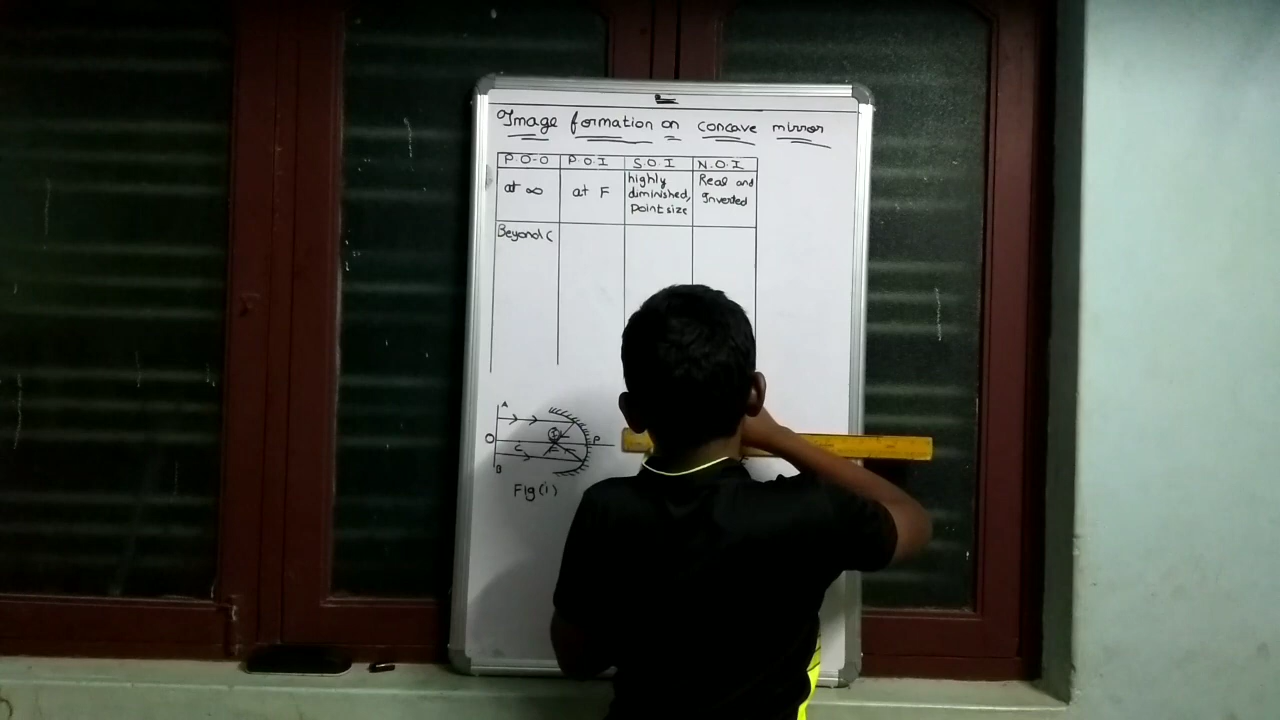 Image formation on concave mirror
P.O.O P.O.I S.O.I N.O.I
at ∞ at F highly diminished, Point size Real and Inverted
Beyond C
A
O C F I P
B
Fig (i)